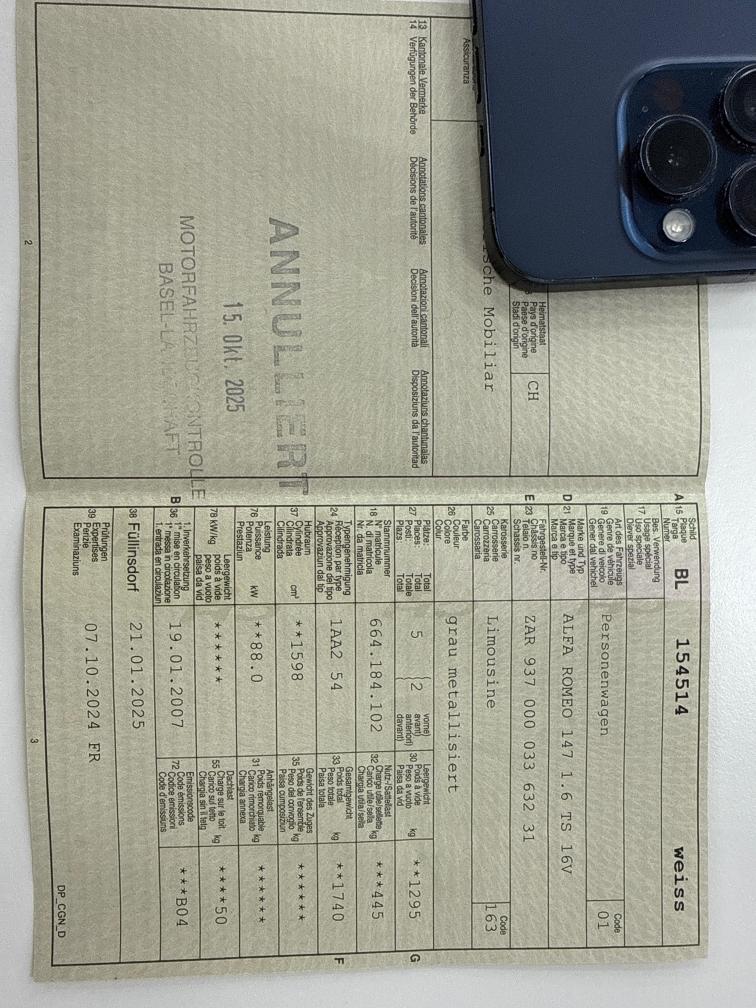 Assicuranza
sche Mobiliar
Heimatstaat
Pays d'origine
Paese d'origine
Stadi d'origin
CH
13 Kantonale Vermerke Annotations cantonales Annotazioni cantonali Annotaziuns chantunalas
14 Verfügungen der Behörde Décisions de l'autorité Decisioni dell'autorità Disposiziuns da l'autoritad
ANNULLIERT
15. Okt. 2025
MOTORFAHRZEUGKONTROLLE
BASEL-LANDSCHAFT
2
A 15 Schild
Plaque
Targa
Numer
BL 154514 weiss
17 Bes. Verwendung
Usage spécial
Uso speciale
Diever spezial
19 Art des Fahrzeugs
Genre de véhicule
Genere di veicolo
Gener dal vehichel
Personenwagen
Code
01
D 21 Marke und Typ
Marque et type
Marca e tipo
Marca e tip
ALFA ROMEO 147 1.6 TS 16V
E 23 Fahrgestell-Nr.
Châssis no
Telaio n.
Schassis nr.
ZAR 937 000 033 632 31
25 Karosserie
Carrosserie
Carrozzeria
Carossaria
Limousine
Code
163
26 Farbe
Couleur
Colore
Colur
grau metallisiert
27 Plätze: Total
Places: Total
Posti: Totale
Plazs: Total
5 (2
vorne)
avant)
anteriori)
davant)
30 Leergewicht
Poids à vide
Peso a vuoto
Paisa da vid
kg
**1295
G
18 Stammnummer
N° matricule
N. di matricola
Nr. da matricla
664.184.102
32 Nutz-/Sattellast
Charge utile/sellette
Carico utile/sella
Chargia utila/sella
kg
***445
24 Typengenehmigung
Réception par type
Approvazione del tipo
Approvaziun dal tip
1AA2 54
33 Gesamtgewicht
Poids total
Peso totale
Paisa totala
kg
**1740
F
37 Hubraum
Cylindrée
Cilindrata
Cilindrada
cm³
**1598
35 Gewicht des Zuges
Poids de l'ensemble
Peso del convoglio
Paisa cumposiziun
kg
******
76 Leistung
Puissance
Potenza
Prestaziun
kW
**88.0
31 Anhängelast
Poids remorquable
Carico rimorchiato
Chargia annexa
kg
******
78 kW/kg
Leergewicht
poids à vide
peso a vuoto
paisa da vid
******
55 Dachlast
Charge sur le toit
Carico sul tetto
Chargia sin il tetg
kg
****50
B 36 1. Inverkehrsetzung
1re mise en circulation
1. messa in circolazione
1. entrada en circulaziun
19.01.2007
72 Emissionscode
Code émissions
Codice emissioni
Code d'emissiuns
***B04
38 Füllinsdorf 21.01.2025
39 Prüfungen
Expertises
Perizie
Examinaziuns
07.10.2024 FR
DP_CGN_D
3